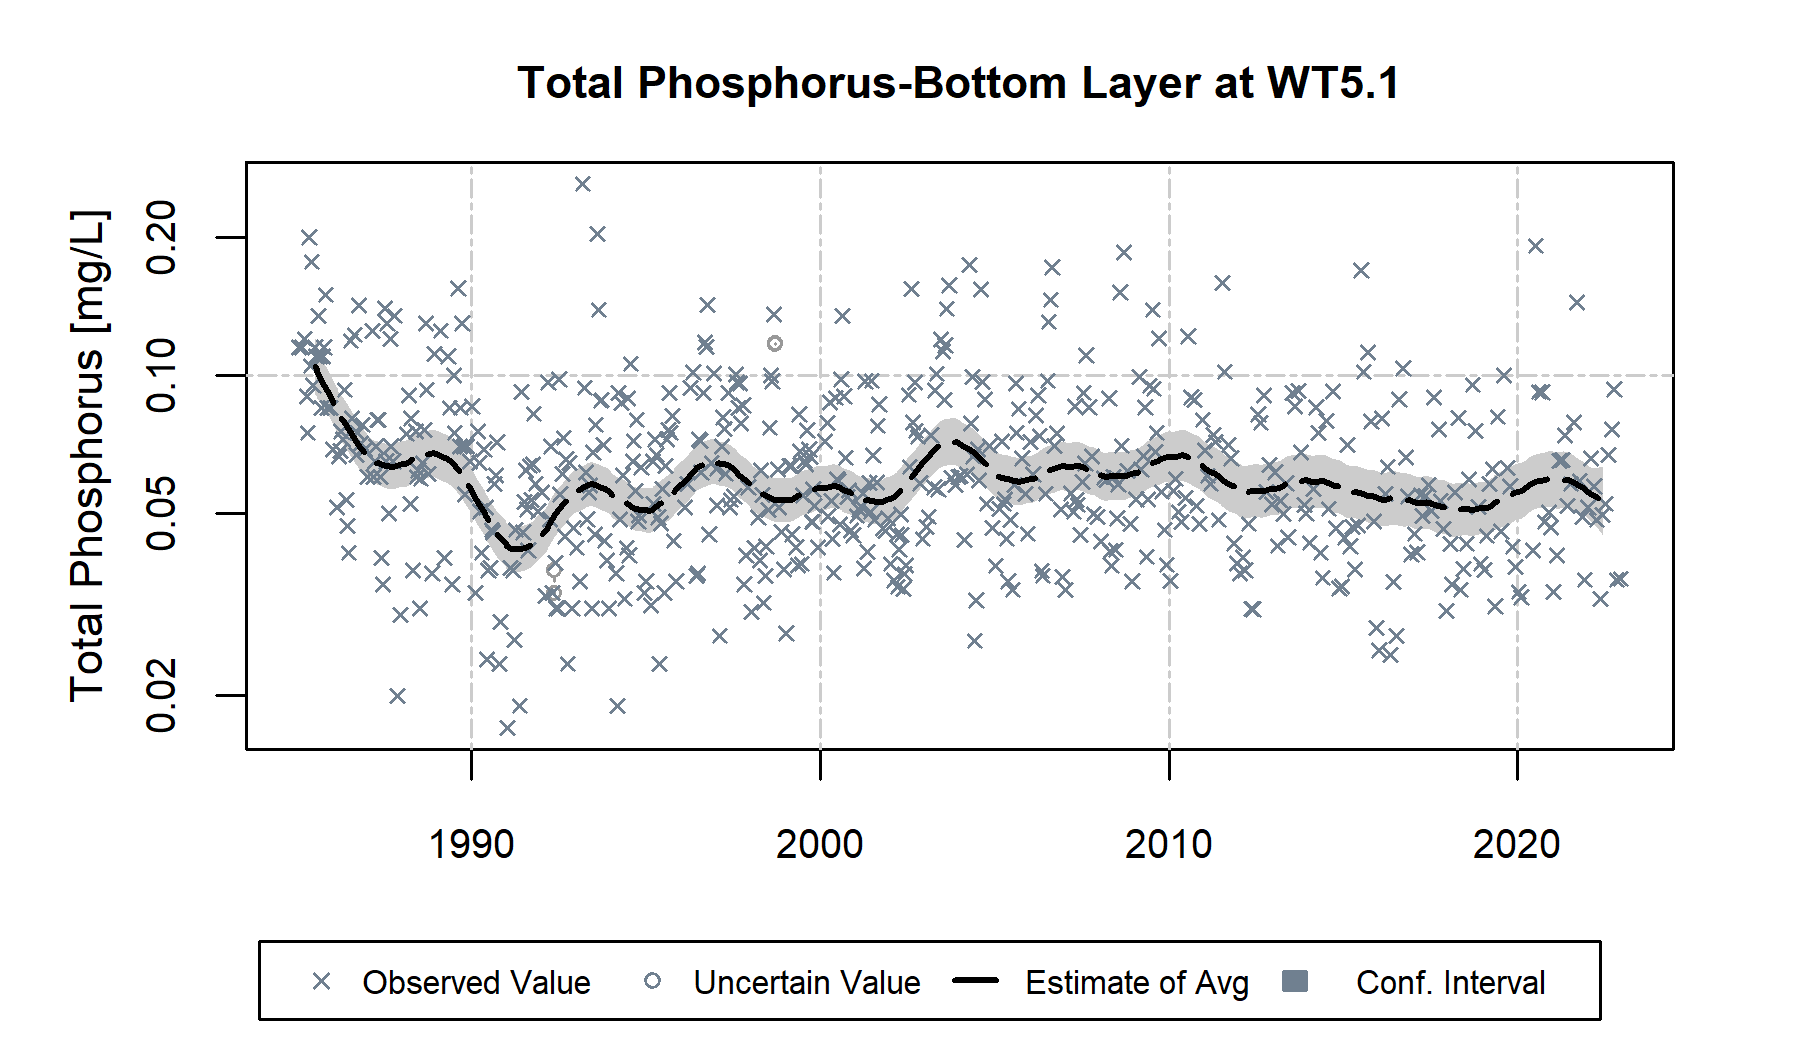 Total Phosphorus-Bottom Layer at WT5.1
Total Phosphorus [mg/L]
0.20
0.10
0.05
0.02
1990 2000 2010 2020
Observed Value Uncertain Value Estimate of Avg Conf. Interval